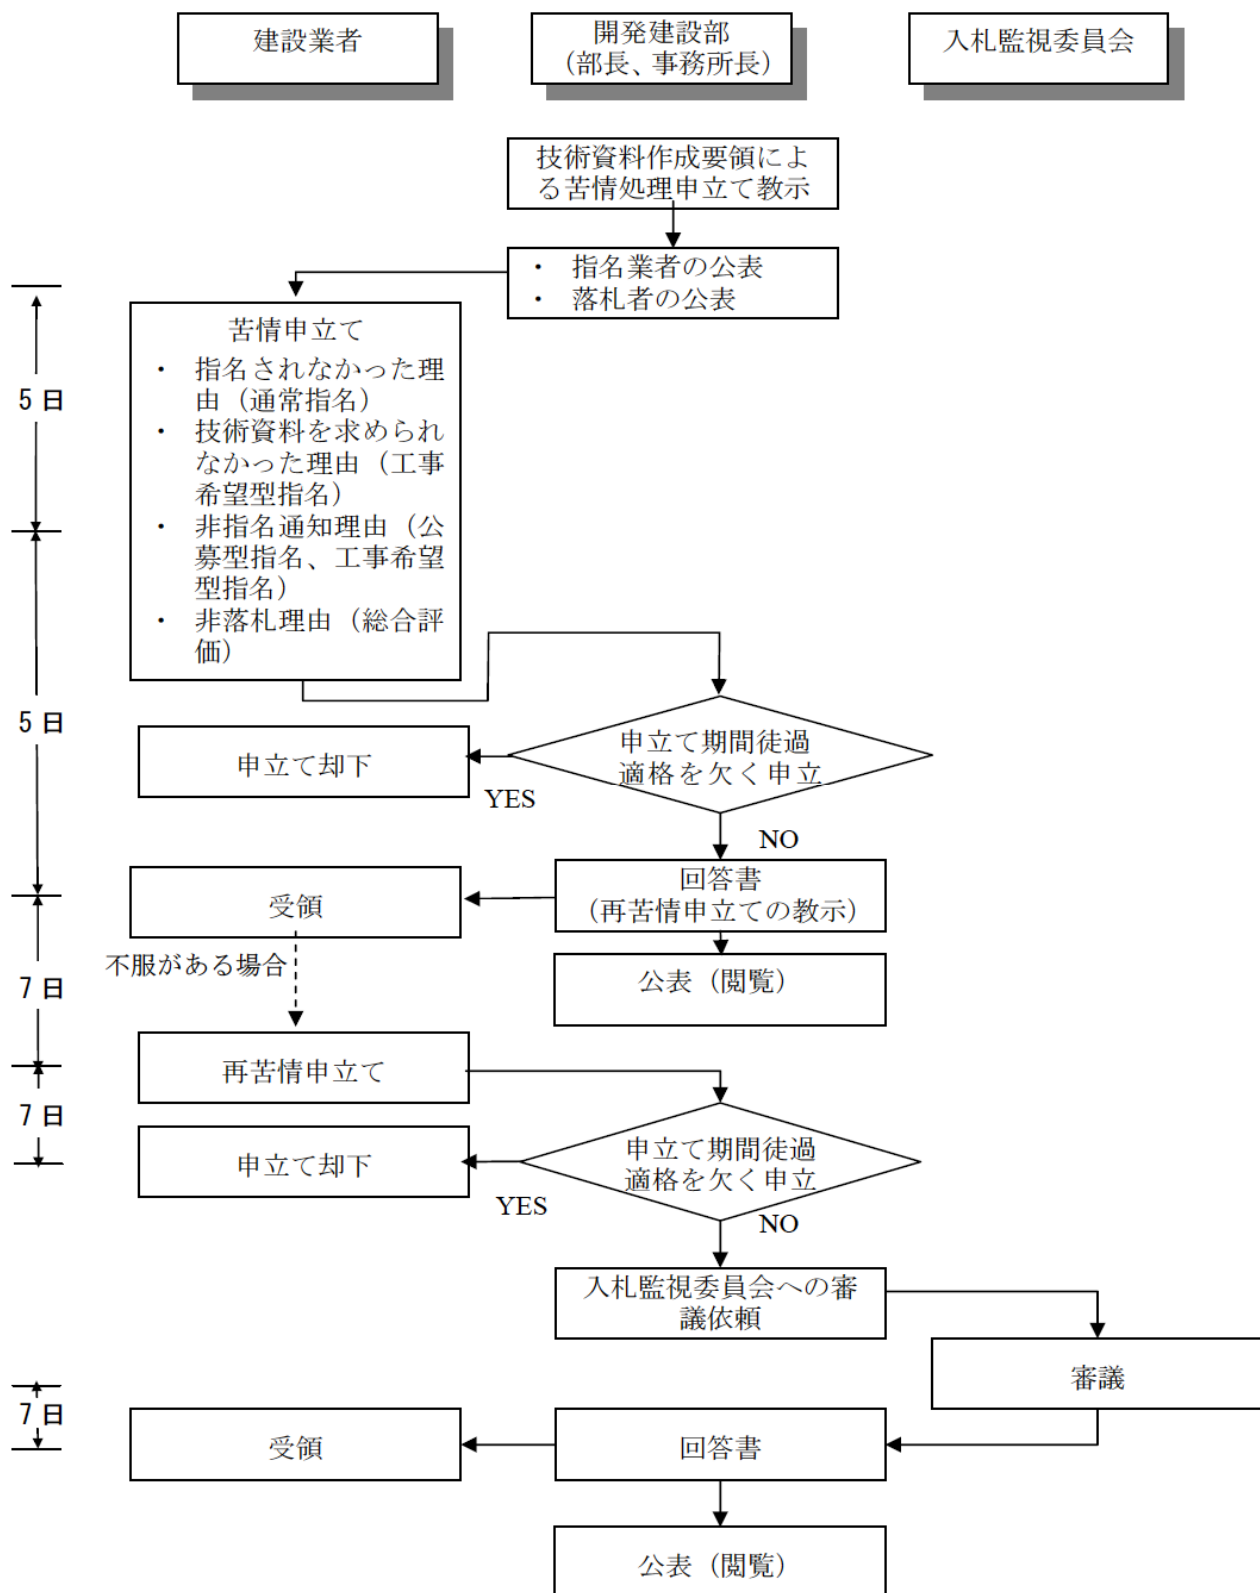 建設業者
開発建設部
（部長、事務所長）
入札監視委員会
技術資料作成要領によ
る苦情処理申立て教示
・ 指名業者の公表
・ 落札者の公表
苦情申立て
・ 指名されなかった理
由（通常指名）
・ 技術資料を求められ
なかった理由（工事
希望型指名）
・ 非指名通知理由（公
募型指名、工事希望
型指名）
・ 非落札理由（総合評
価）
5 日
5 日
申立て期間徒過
適格を欠く申立
申立て却下
YES
NO
回答書
（再苦情申立ての教示）
受領
不服がある場合
公表（閲覧）
7 日
再苦情申立て
7 日
申立て期間徒過
適格を欠く申立
申立て却下
YES
NO
入札監視委員会への審
議依頼
審議
7 日
受領
回答書
公表（閲覧）